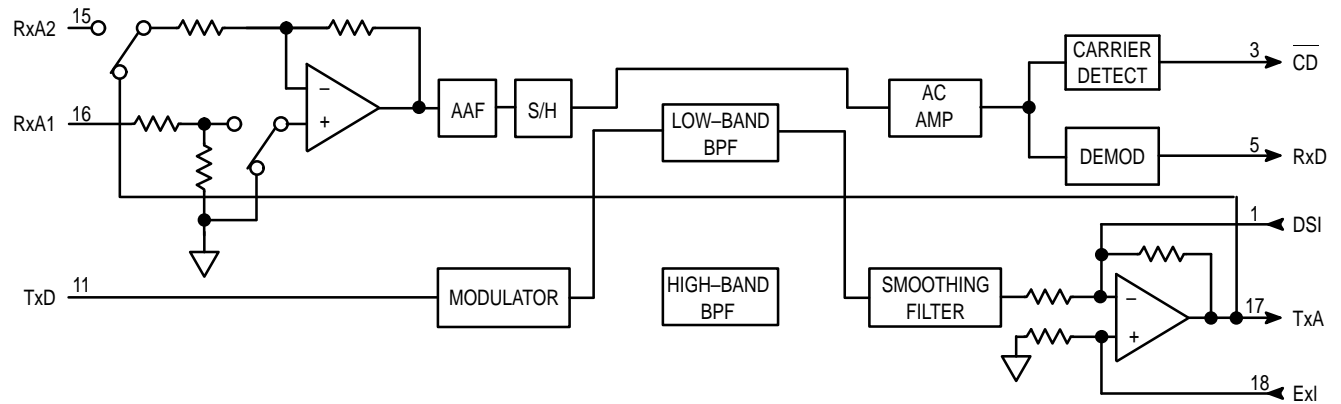 RxA2 15
RxA1 16
TxD 11
–
+
AAF
S/H
LOW–BAND
BPF
AC
AMP
CARRIER
DETECT
3 CD
DEMOD
5 RxD
1 DSI
MODULATOR
HIGH–BAND
BPF
SMOOTHING
FILTER
–
+
17 TxA
18 ExI